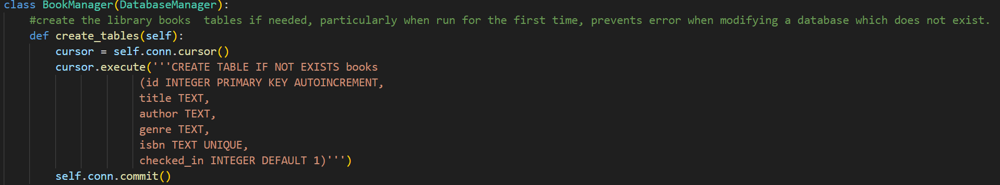 class BookManager(DatabaseManager):
#create the library books  tables if needed, particularly when run for the first time, prevents error when modifying a database which does not exist.
def create_tables(self):
cursor = self.conn.cursor()
cursor.execute('''CREATE TABLE IF NOT EXISTS books
(id INTEGER PRIMARY KEY AUTOINCREMENT,
title TEXT,
author TEXT,
genre TEXT,
isbn TEXT UNIQUE,
checked_in INTEGER DEFAULT 1)''')
self.conn.commit()